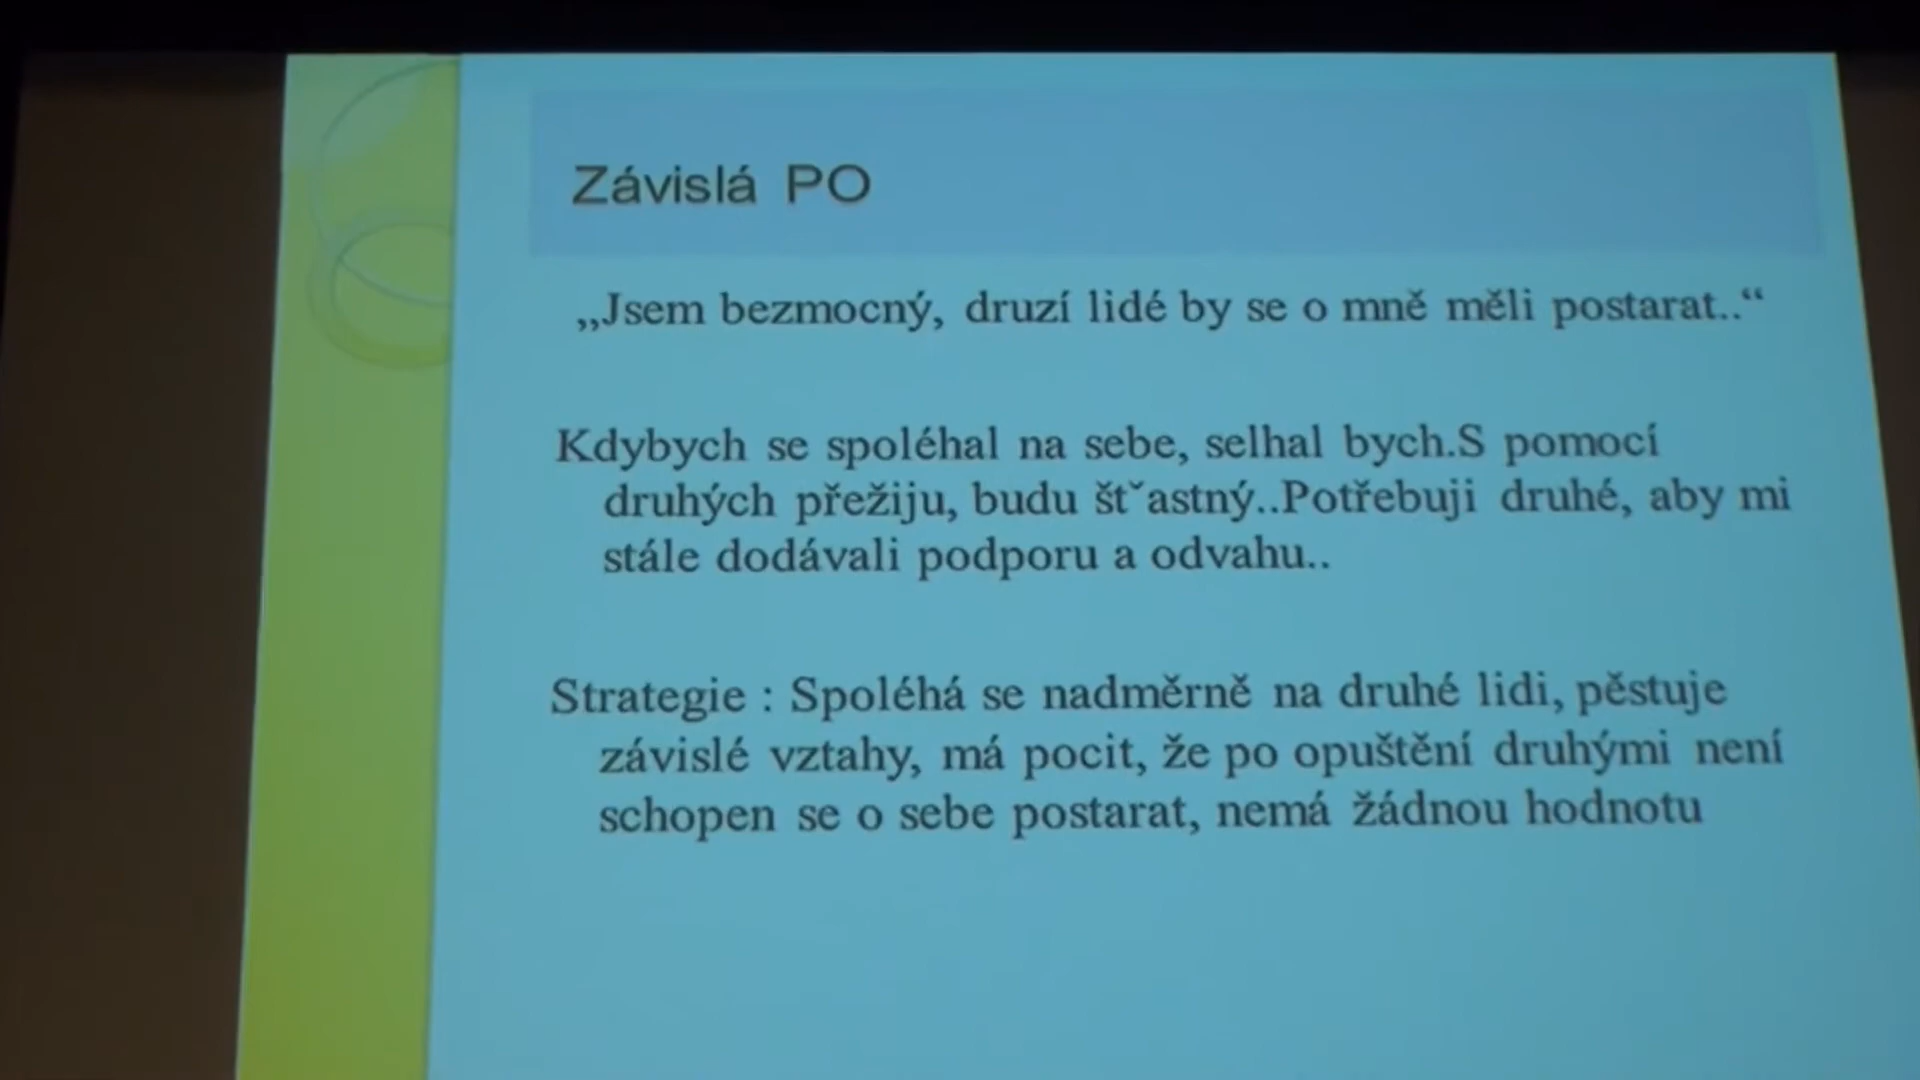 Závislá PO
„Jsem bezmocný, druzí lidé by se o mně měli postarat..“
Kdybych se spoléhal na sebe, selhal bych.S pomocí
druhých přežiju, budu štˇastný..Potřebuji druhé, aby mi
stále dodávali podporu a odvahu..
Strategie : Spoléhá se nadměrně na druhé lidi, pěstuje
závislé vztahy, má pocit, že po opuštění druhými není
schopen se o sebe postarat, nemá žádnou hodnotu